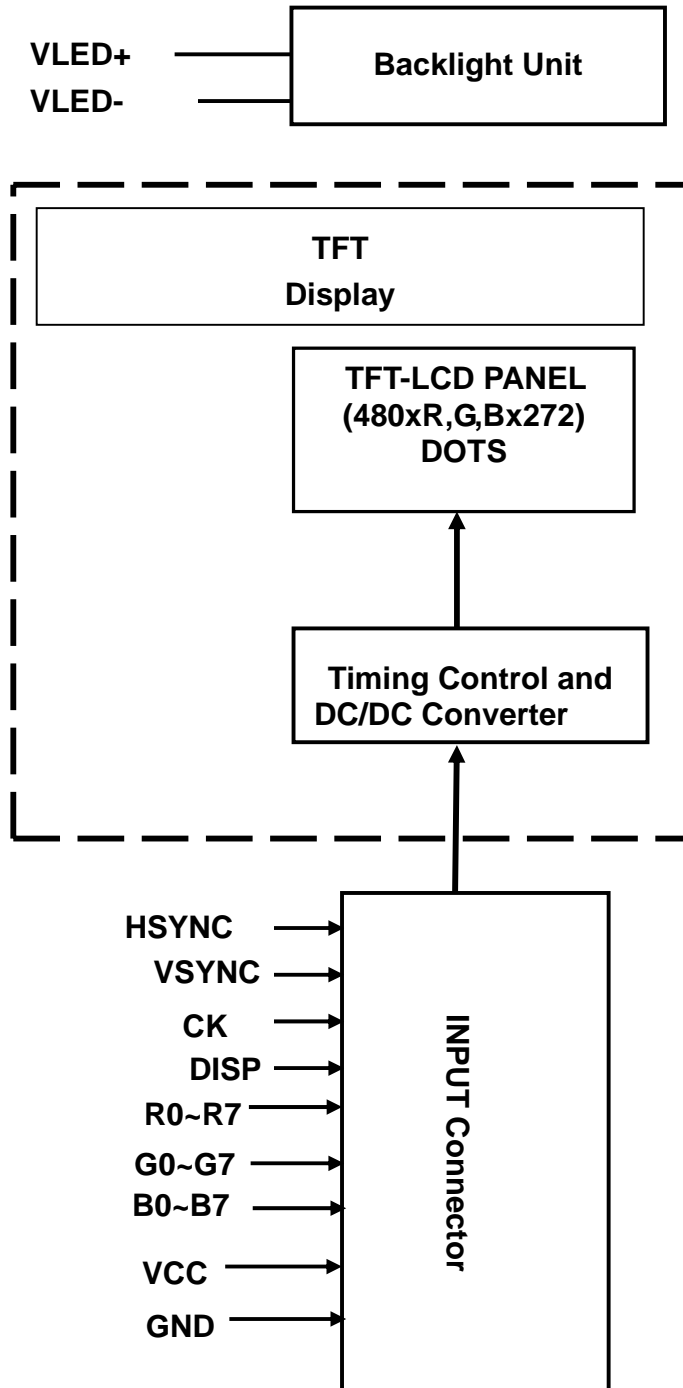 VLED+
VLED-
Backlight Unit
TFT
Display
TFT-LCD PANEL
(480xR,G,Bx272)
DOTS
Timing Control and
DC/DC Converter
HSYNC
VSYNC
CK
DISP
R0~R7
G0~G7
B0~B7
VCC
GND
INPUT Connector